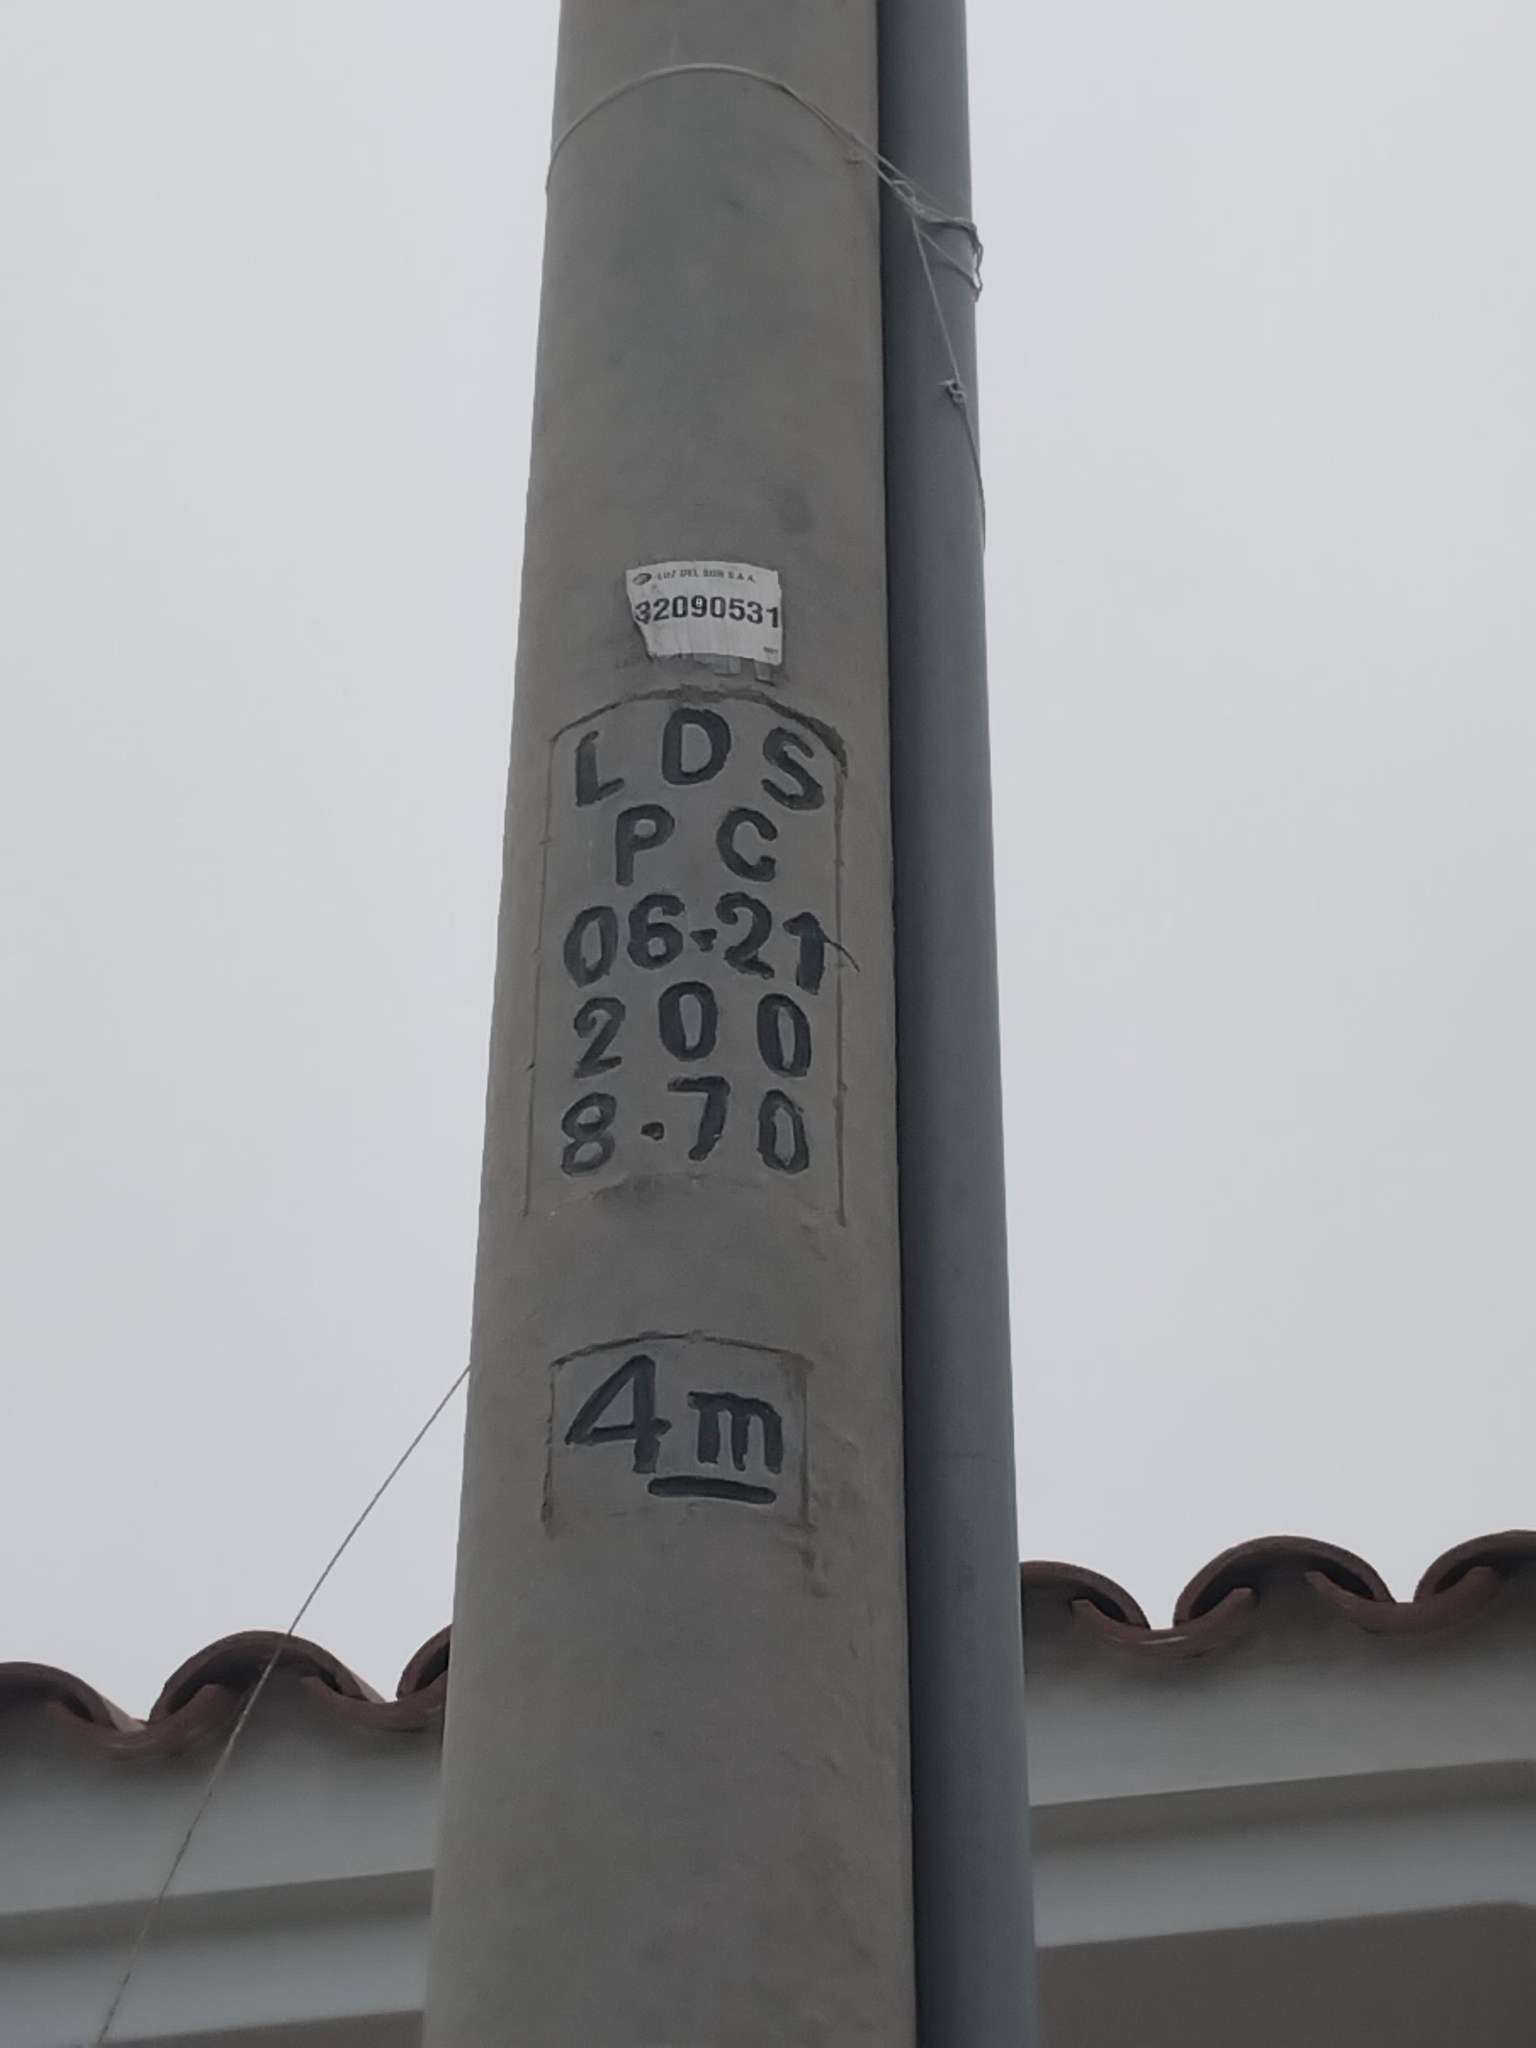 LUZ DEL SUR S.A.A.
32090531
LDS
PC
06-21
200
8.70
4m